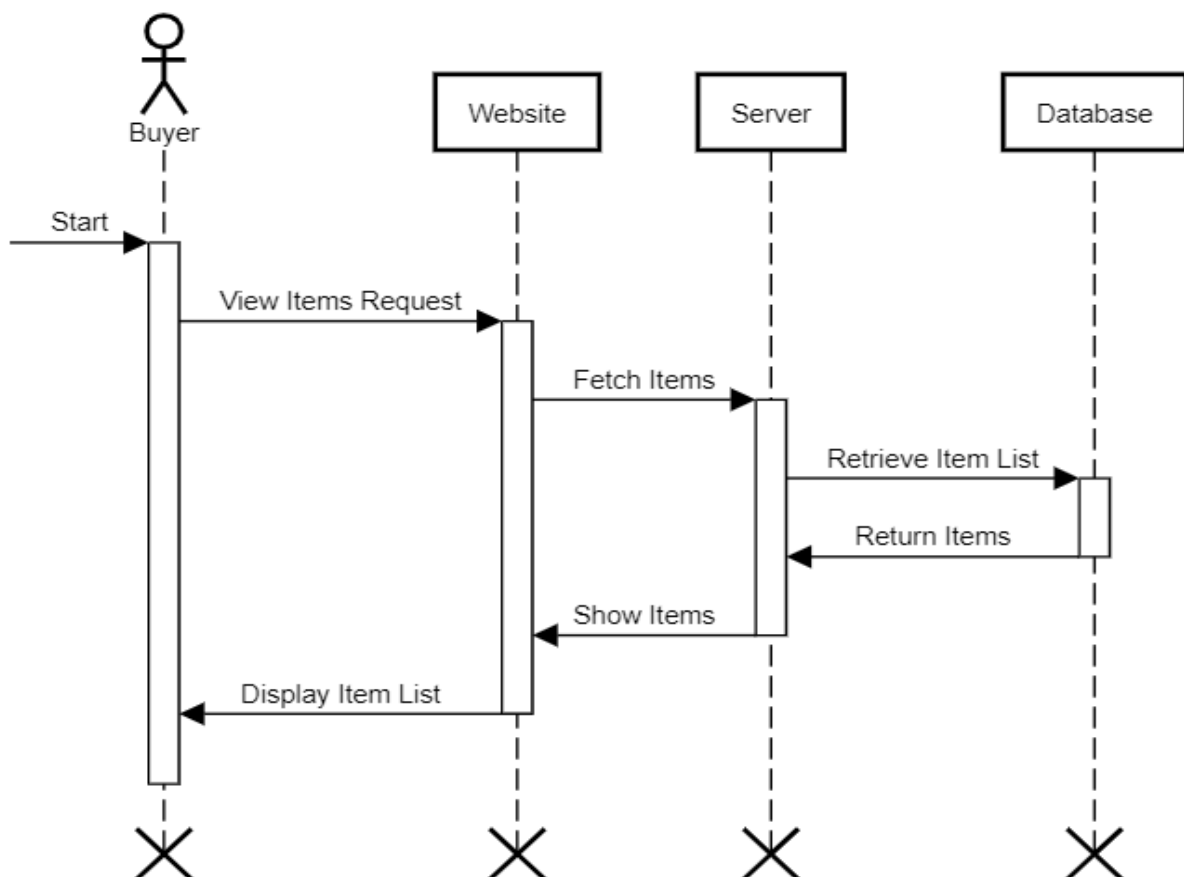 Buyer
Website
Server
Database
Start
View Items Request
Fetch Items
Retrieve Item List
Return Items
Show Items
Display Item List